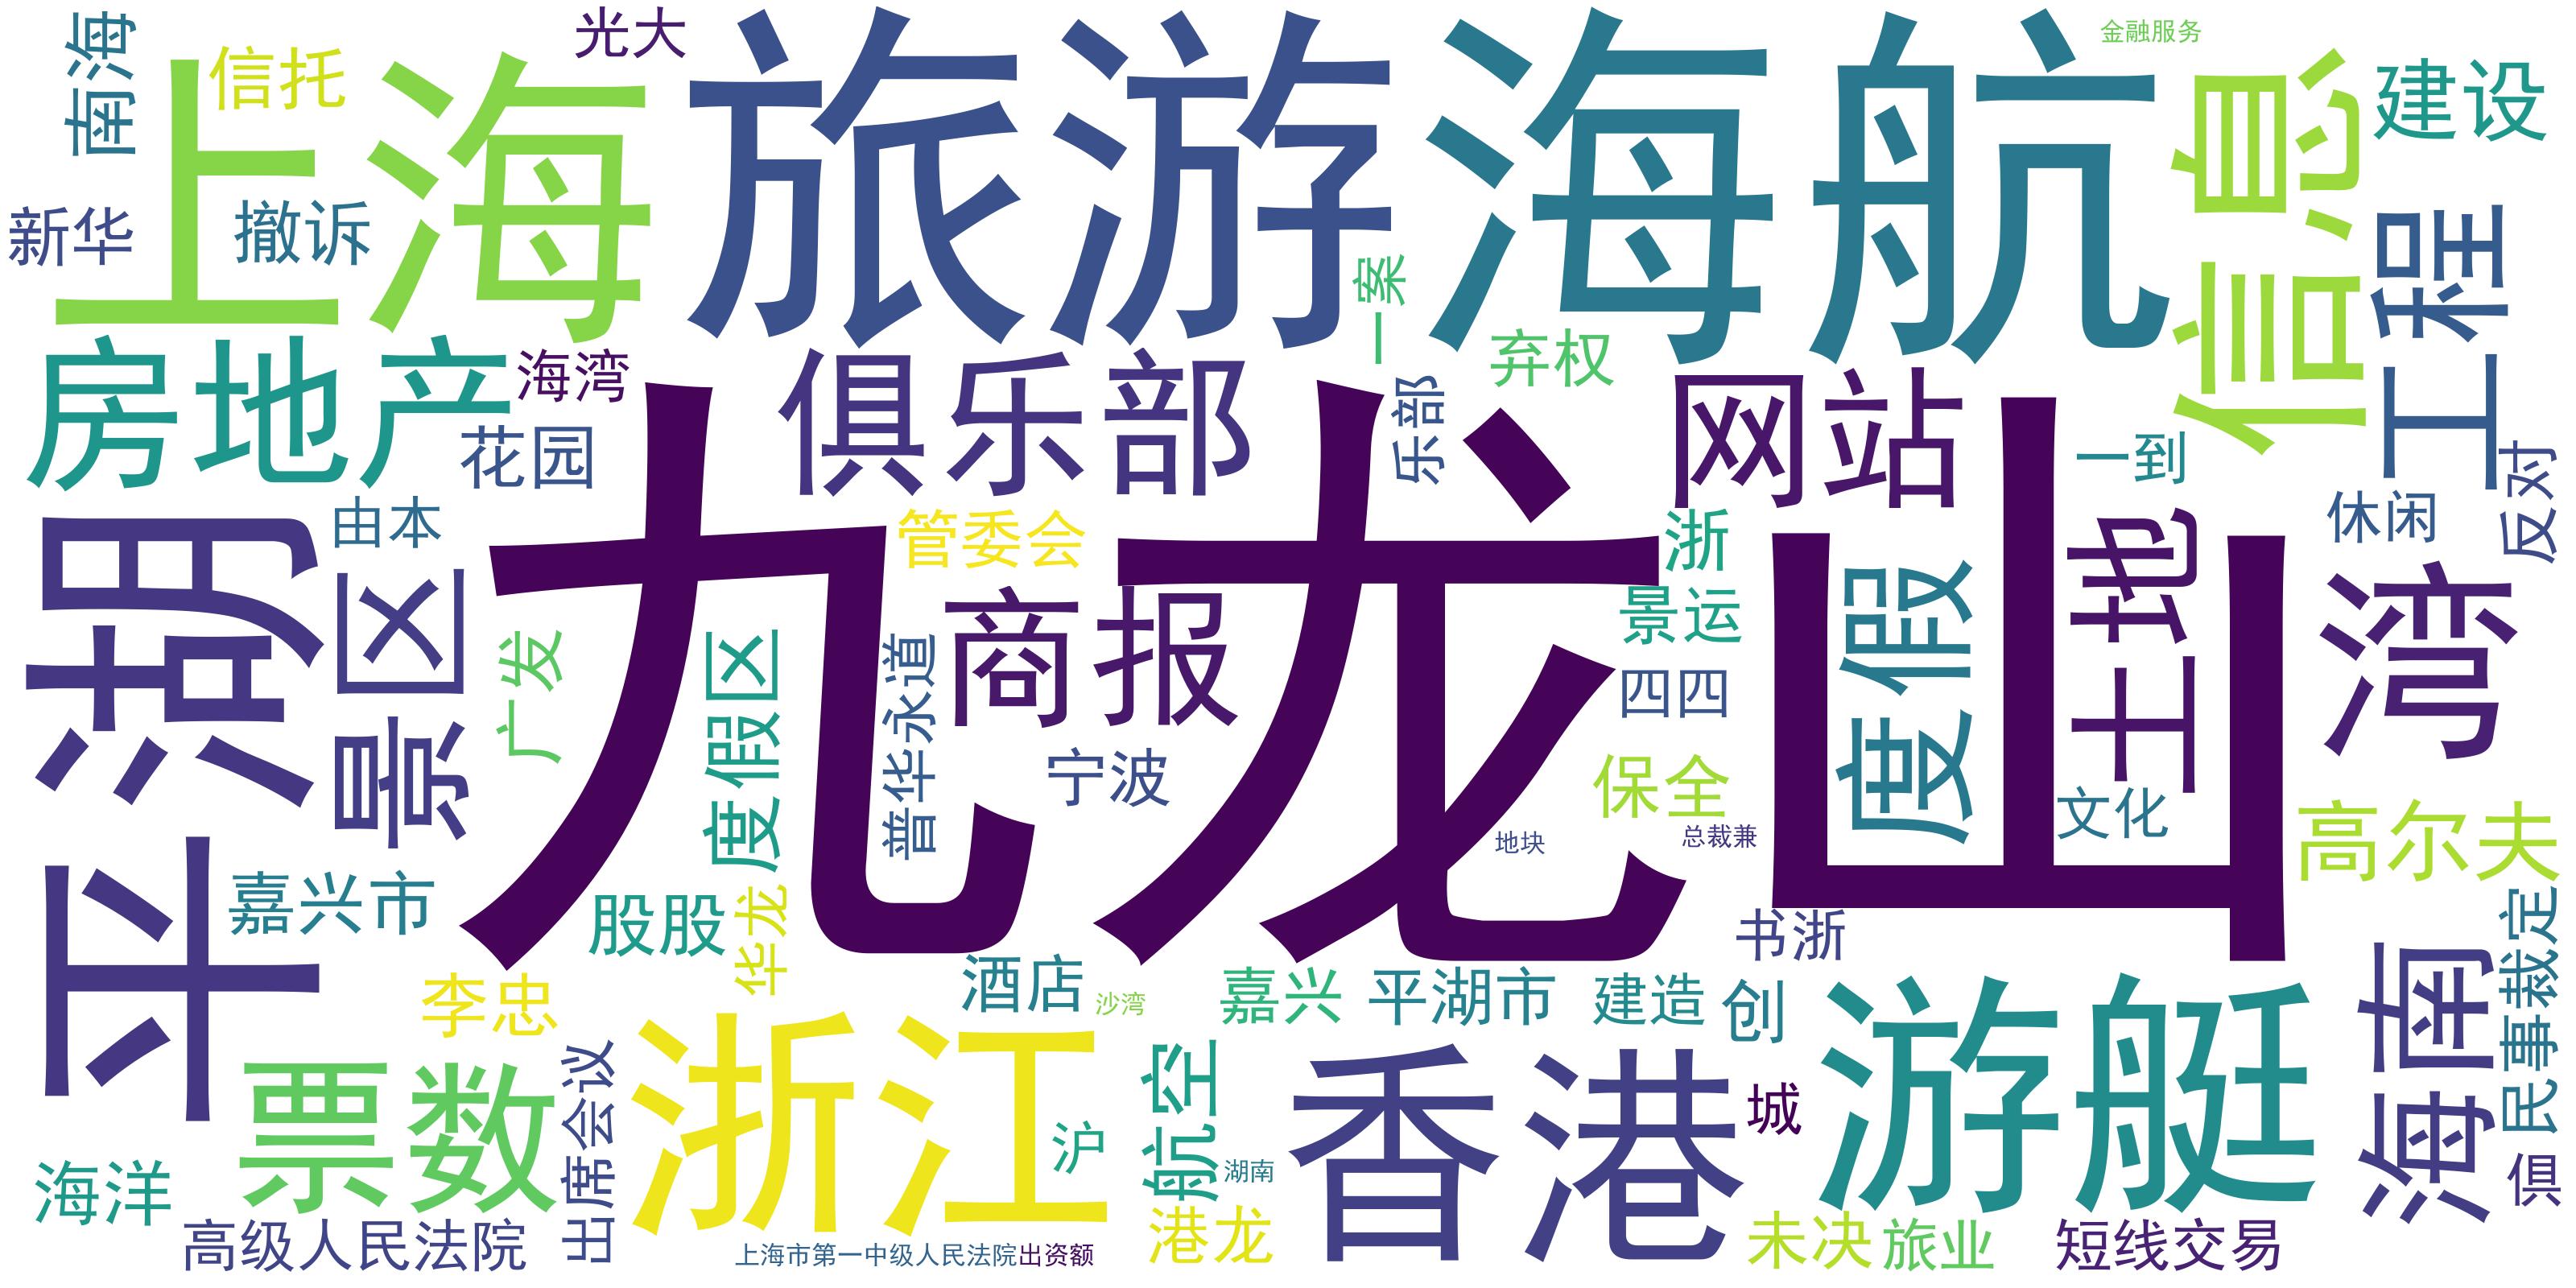 南海
信托
光大
上海
旅游
海航
金融服务
信息
建设
新华
撤诉
一案
工程
房地产
海湾
俱乐部
弃权
网站
花园
乐部
一到
反对
平湖
由本
管委会
浙
土地
休闲
景区
九龙山
度假
湾
广发
度假区
普华永道
商报
景运
四四
宁波
保全
文化
高尔夫
地块
总裁兼
嘉兴市
股股
华龙
书浙
民事裁定
李忠
酒店
沙湾
嘉兴
平湖市
建造
创
游艇
海南
票数
出席会议
浙江
沪
航空
湖南
香港
城
俱
海洋
高级人民法院
上海市第一中级人民法院
出资额
港龙
未决
旅业
短线交易